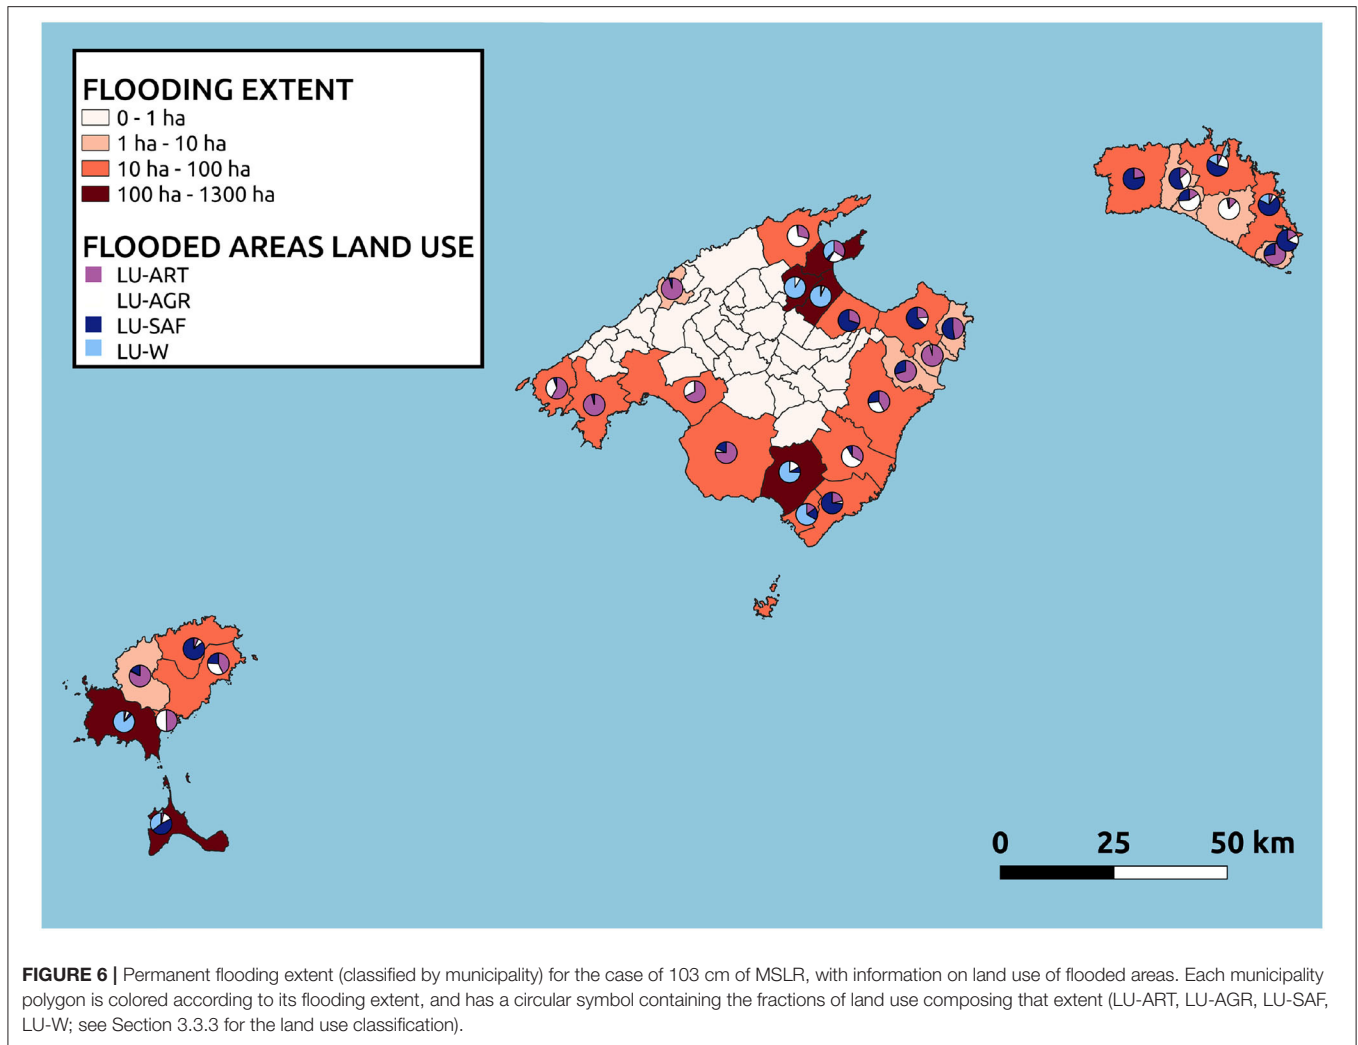 FLOODING EXTENT
0 - 1 ha
1 ha - 10 ha
10 ha - 100 ha
100 ha - 1300 ha
FLOODED AREAS LAND USE
LU-ART
LU-AGR
LU-SAF
LU-W
0 25 50 km
FIGURE 6 | Permanent flooding extent (classified by municipality) for the case of 103 cm of MSLR, with information on land use of flooded areas. Each municipality
polygon is colored according to its flooding extent, and has a circular symbol containing the fractions of land use composing that extent (LU-ART, LU-AGR, LU-SAF,
LU-W; see Section 3.3.3 for the land use classification).